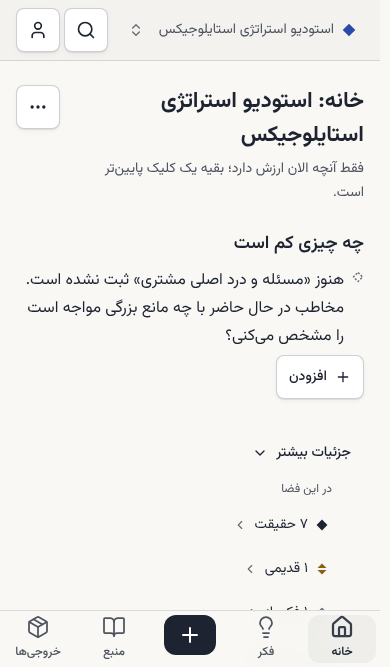 استودیو استراتژی استایلوجیکس
خانه: استودیو استراتژی
استایلوجیکس
فقط آنچه الان ارزش دارد؛ بقیه یک کلیک پایین‌تر
است.
چه چیزی کم است
هنوز «مسئله و درد اصلی مشتری» ثبت نشده است.
مخاطب در حال حاضر با چه مانع بزرگی مواجه است
را مشخص می‌کنی؟
افزودن
جزئیات بیشتر
در این فضا
۷ حقیقت
۱ قدیمی
خانه
فکر
منبع
خروجی‌ها